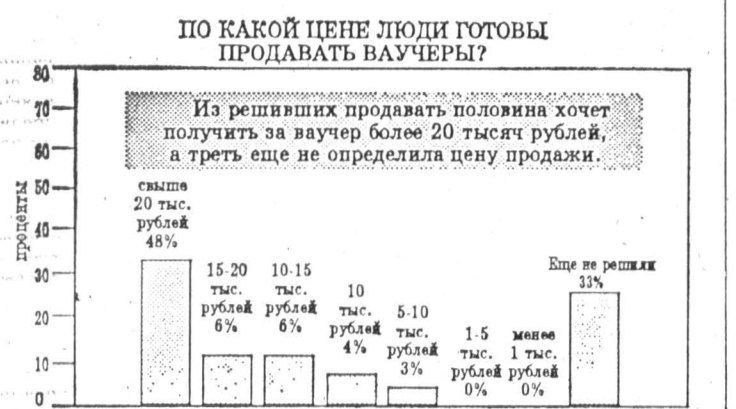 ПО КАКОЙ ЦЕНЕ ЛЮДИ ГОТОВЫ
ПРОДАВАТЬ ВАУЧЕРЫ?
Из решивших продавать половина хочет
получить за ваучер более 20 тысяч рублей,
а треть еще не определила цену продажи.
проценты
80
70
60
50
40
30
20
10
0
свыше
20 тыс.
рублей
48%
15-20
тыс.
рублей
6%
10-15
тыс.
рублей
6%
10
тыс.
рублей
4%
5-10
тыс.
рублей
3%
1-5
тыс.
рублей
0%
менее
1 тыс.
рублей
0%
Еще не решили
33%